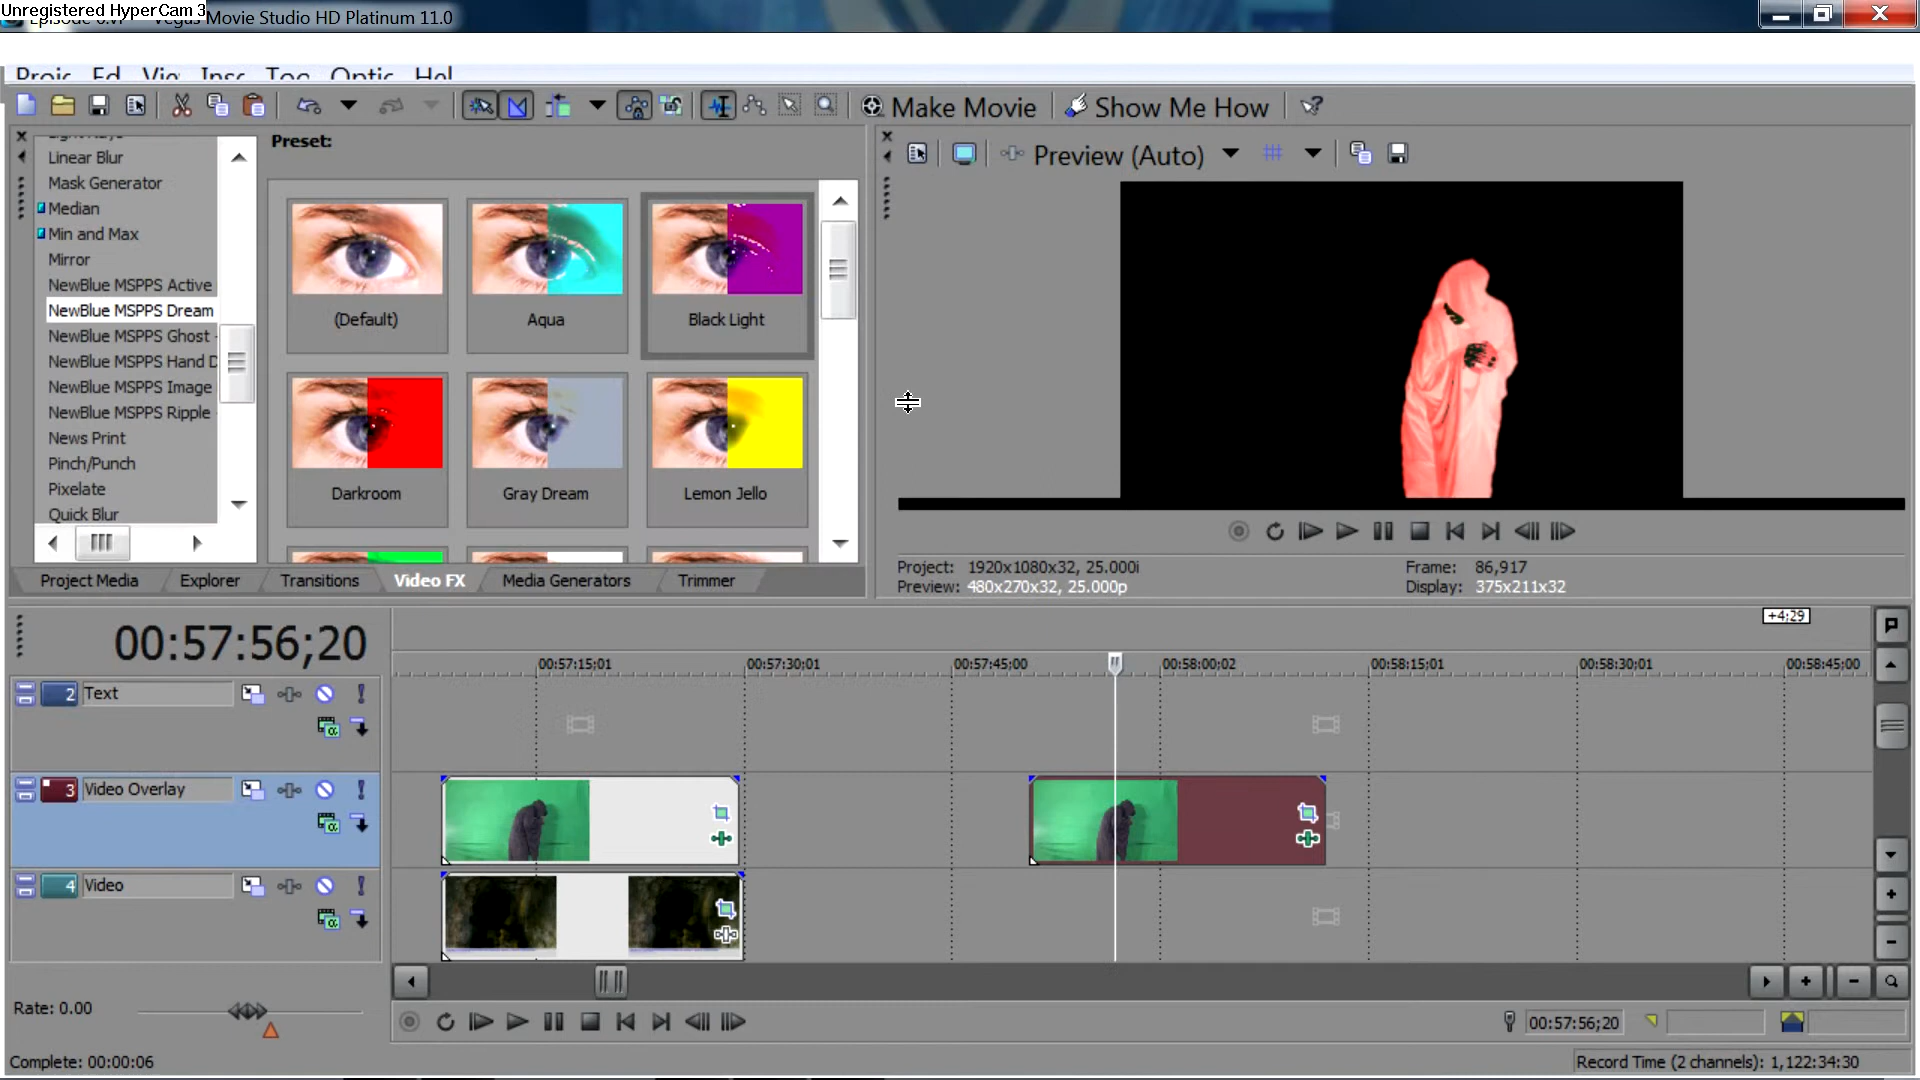 Unregistered HyperCam 3
Vegas Movie Studio HD Platinum 11.0
Make Movie
Show Me How
Linear Blur
Mask Generator
Median
Min and Max
Mirror
NewBlue MSPPS Active
NewBlue MSPPS Dream
NewBlue MSPPS Ghost
NewBlue MSPPS Hand D
NewBlue MSPPS Image
NewBlue MSPPS Ripple
News Print
Pinch/Punch
Pixelate
Quick Blur
Preset:
(Default)
Aqua
Black Light
Darkroom
Gray Dream
Lemon Jello
Preview (Auto)
Project: 1920x1080x32, 25.000i
Frame: 86,917
Preview: 480x270x32, 25.000p
Display: 375x211x32
Project Media
Explorer
Transitions
Video FX
Media Generators
Trimmer
+4;29
00:57:56;20
00:57:15;01
00:57:30;01
00:57:45;00
00:58:00;02
00:58:15;01
00:58:30;01
00:58:45;00
2 Text
3 Video Overlay
4 Video
Rate: 0.00
00:57:56;20
Complete: 00:00:06
Record Time (2 channels): 1,122:34:30